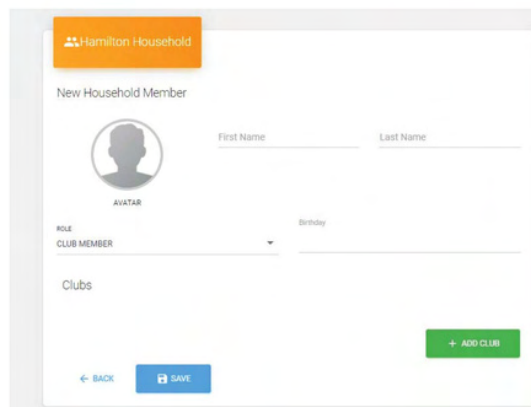 Hamilton Household
New Household Member
First Name
Last Name
AVATAR
ROLE
Birthday
CLUB MEMBER
Clubs
+ ADD CLUB
← BACK
SAVE